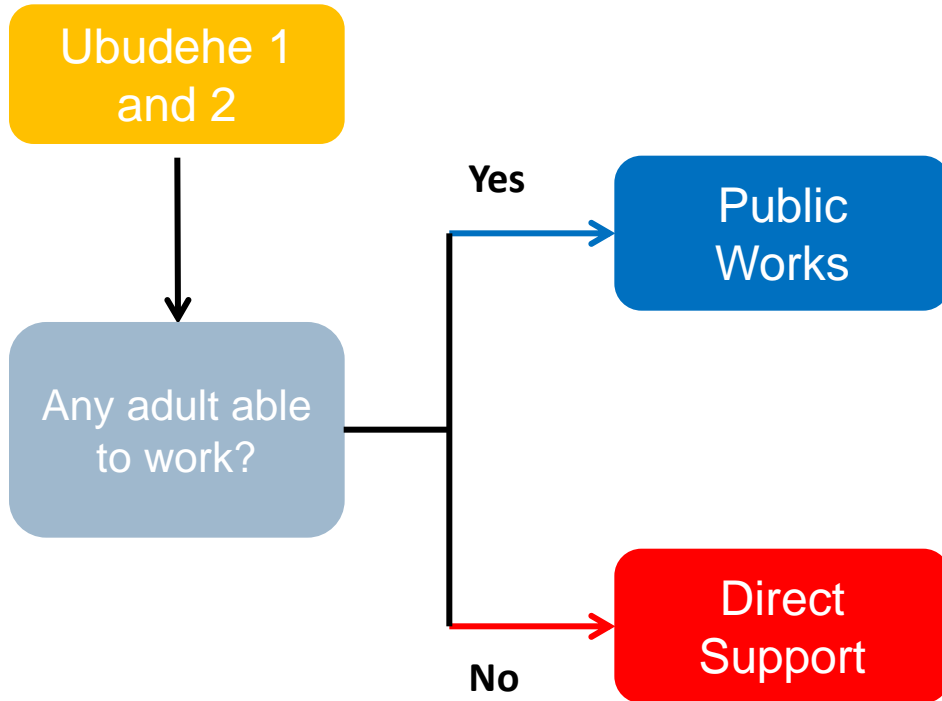 Ubudehe 1
and 2
Yes
Public
Works
Any adult able
to work?
Direct
Support
No